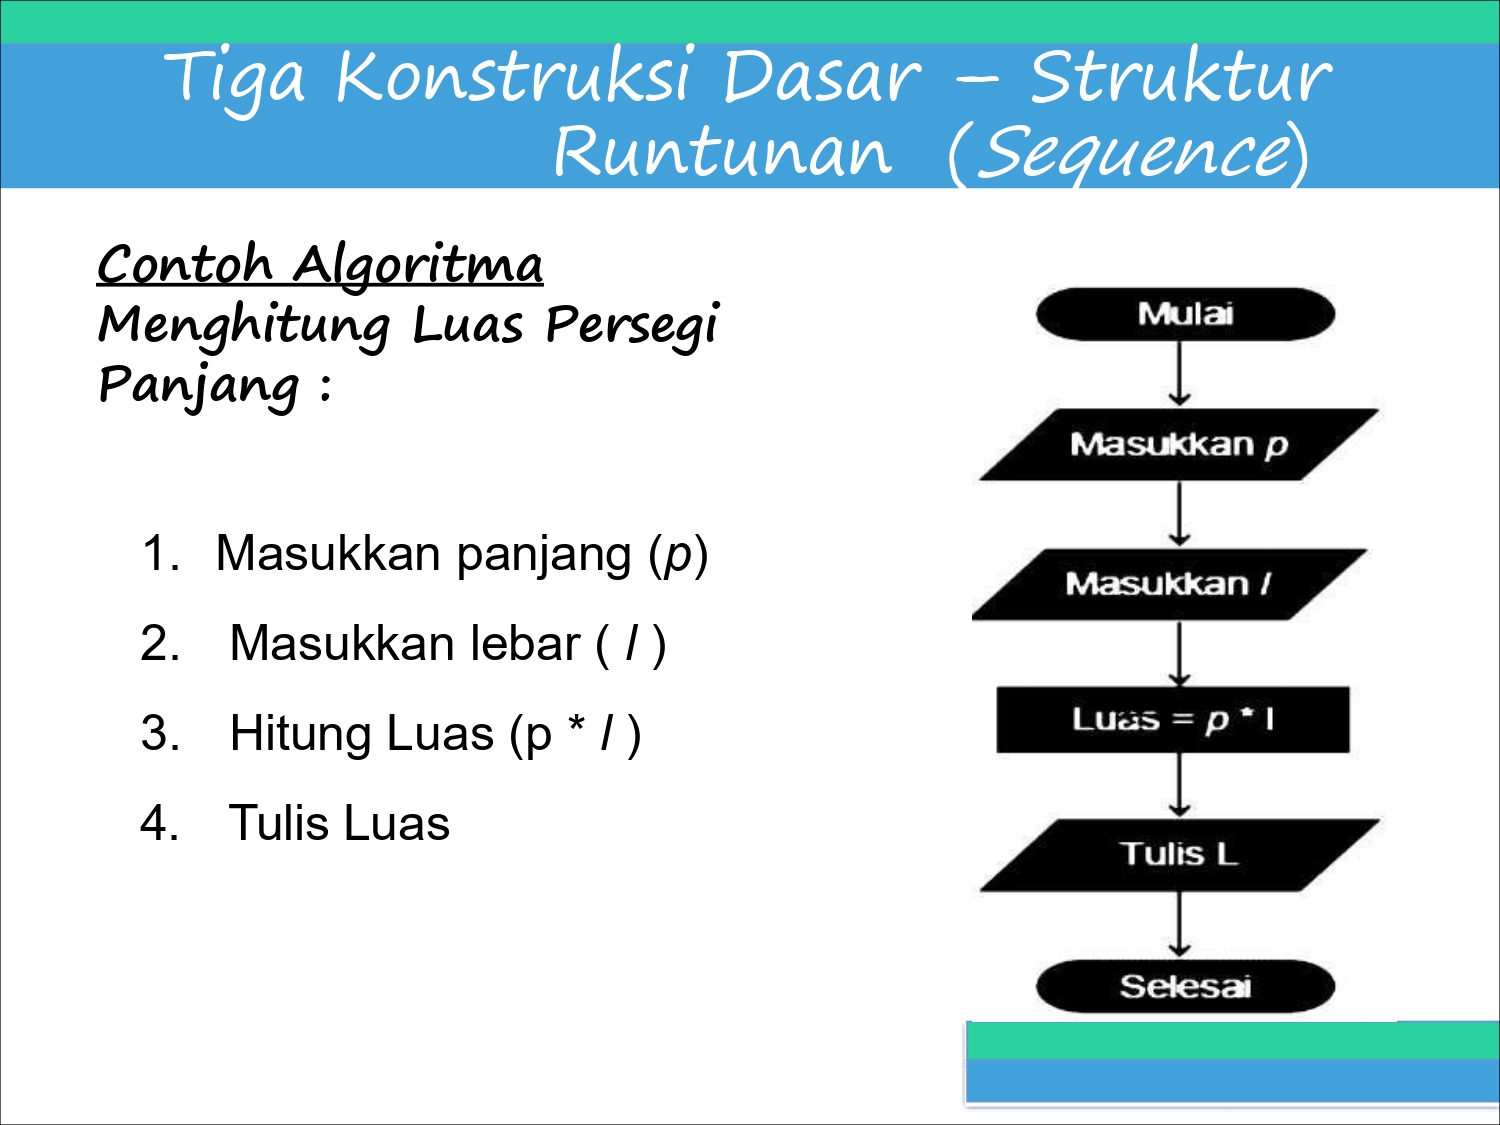 Tiga Konstruksi Dasar – Struktur
Runtunan (Sequence)
Contoh Algoritma
Menghitung Luas Persegi
Panjang :
1. Masukkan panjang (p)
2. Masukkan lebar ( l )
3. Hitung Luas (p * l )
4. Tulis Luas
Mulai
Masukkan p
Masukkan l
Luas = p * l
Tulis L
Selesai